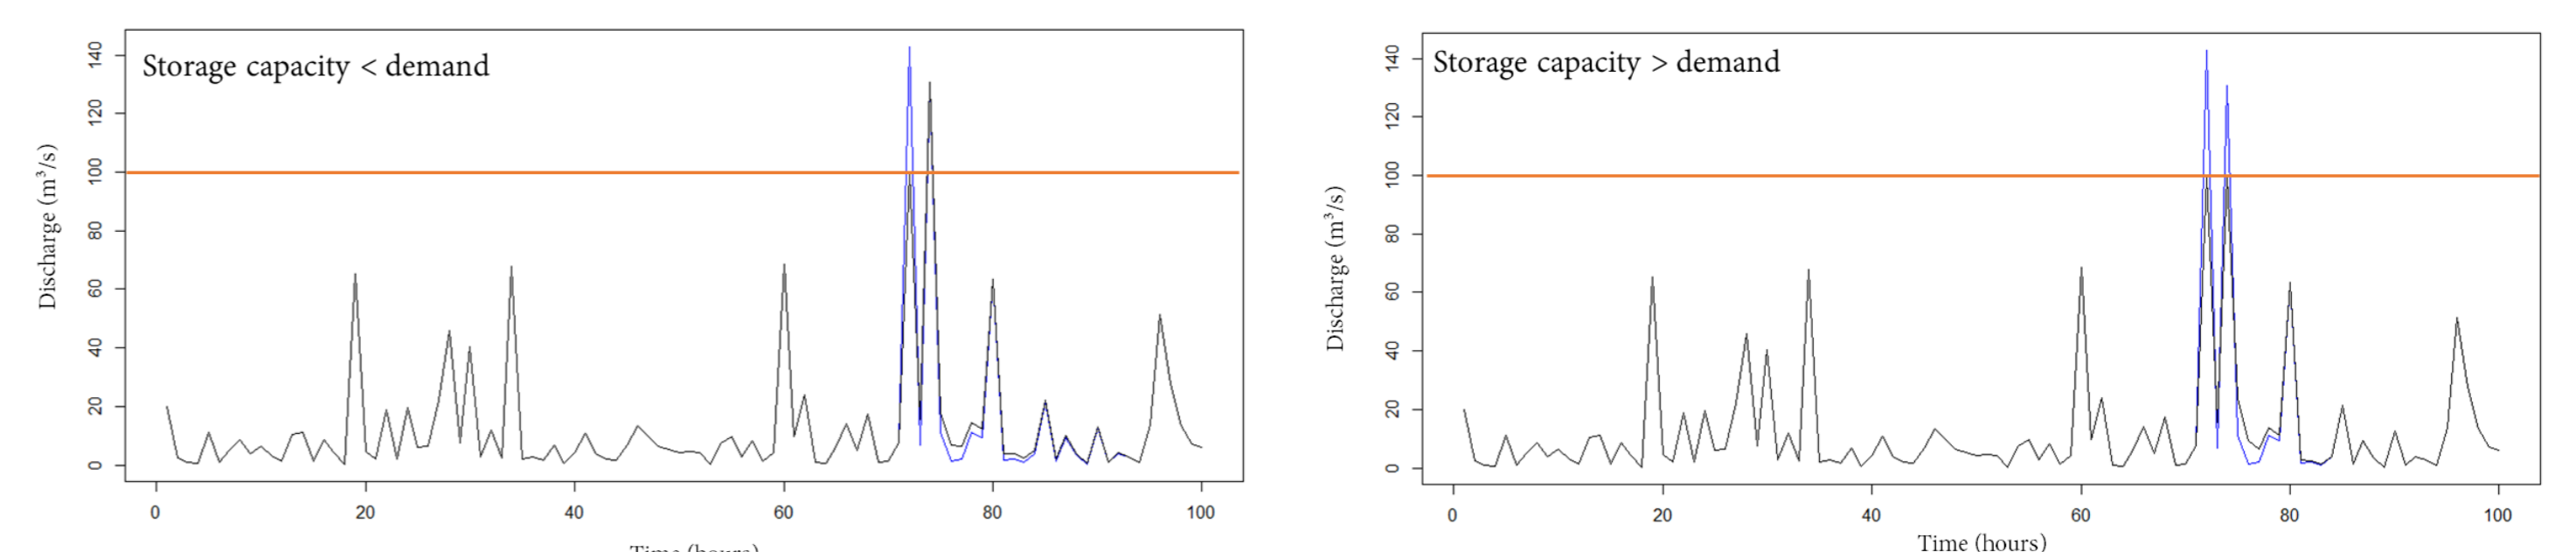 Storage capacity < demand
Discharge (m³/s)
140
120
100
80
60
40
20
0
0 20 40 60 80 100
Time (hours)
Storage capacity > demand
Discharge (m³/s)
140
120
100
80
60
40
20
0
0 20 40 60 80 100
Time (hours)